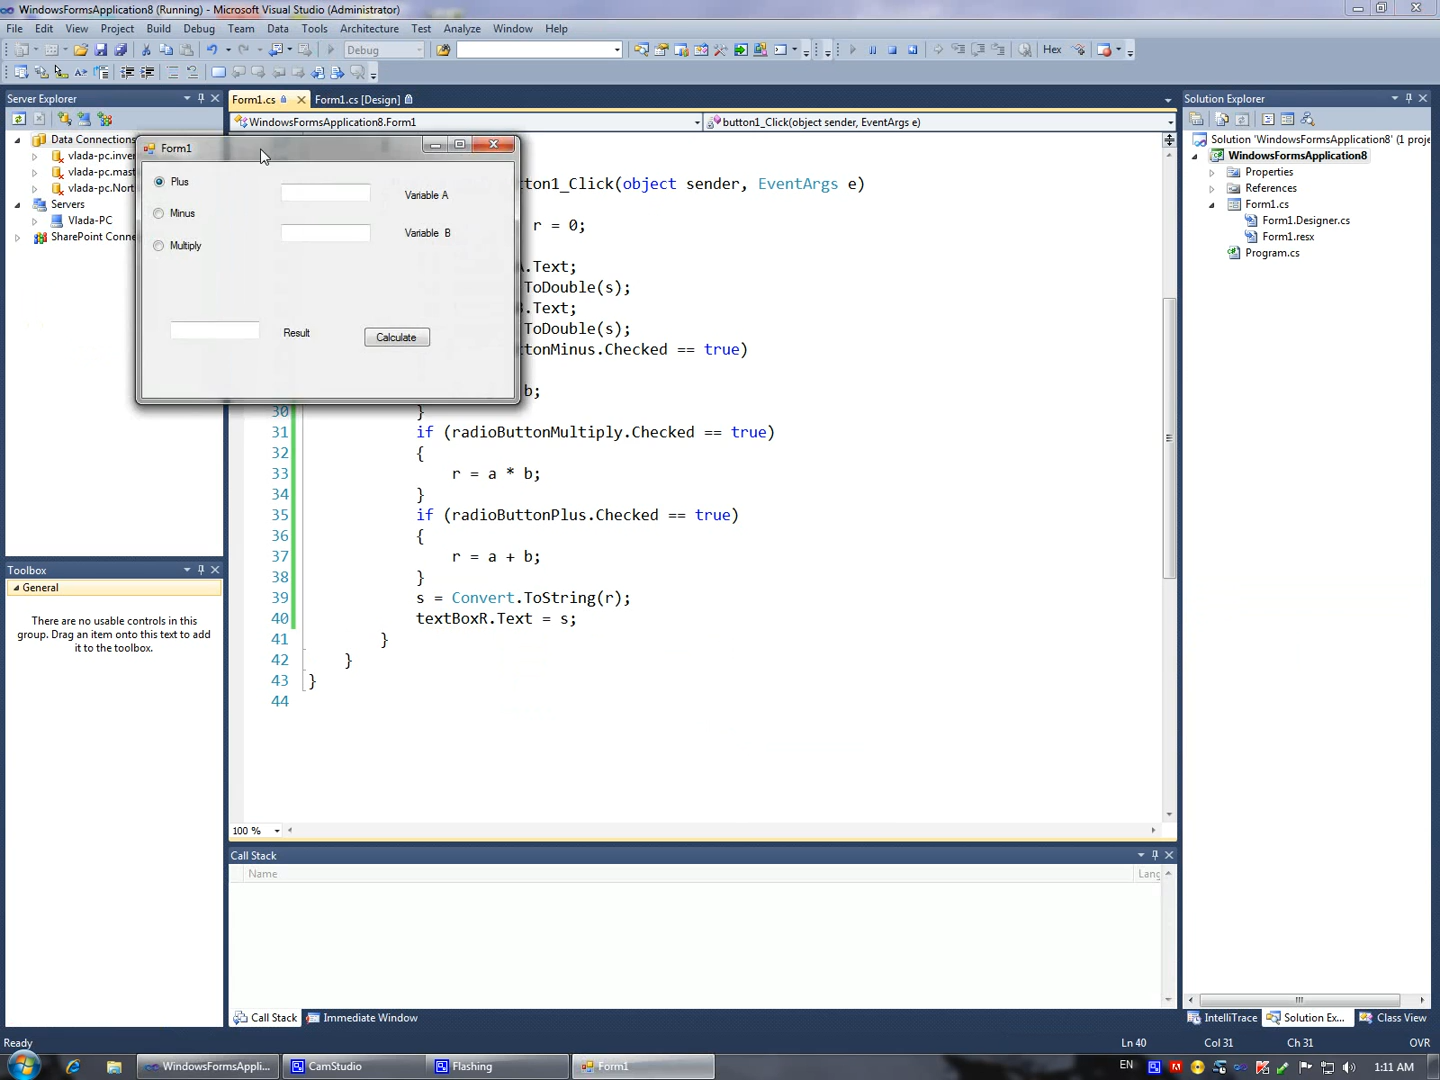 WindowsFormsApplication8 (Running) - Microsoft Visual Studio (Administrator)
File Edit View Project Build Debug Team Data Tools Architecture Test Analyze Window Help
Debug
Hex
Server Explorer
Data Connections
vlada-pc.inver
vlada-pc.mast
vlada-pc.Nort
Servers
Vlada-PC
SharePoint Conne
Toolbox
General
There are no usable controls in this
group. Drag an item onto this text to add
it to the toolbox.
Form1.cs
Form1.cs [Design]
WindowsFormsApplication8.Form1
button1_Click(object sender, EventArgs e)
Form1
Plus
Minus
Multiply
Variable A
Variable B
Result
Calculate
ton1_Click(object sender, EventArgs e)
r = 0;
.Text;
ToDouble(s);
.Text;
ToDouble(s);
tonMinus.Checked == true)
b;
30 }
31 if (radioButtonMultiply.Checked == true)
32 {
33 r = a * b;
34 }
35 if (radioButtonPlus.Checked == true)
36 {
37 r = a + b;
38 }
39 s = Convert.ToString(r);
40 textBoxR.Text = s;
41 }
42 }
43 }
44
100 %
Call Stack
Name
Lang
Call Stack Immediate Window
Solution Explorer
Solution 'WindowsFormsApplication8' (1 proje
WindowsFormsApplication8
Properties
References
Form1.cs
Form1.Designer.cs
Form1.resx
Program.cs
IntelliTrace Solution Ex... Class View
Ready
Ln 40 Col 31 Ch 31 OVR
WindowsFormsAppli...
CamStudio
Flashing
Form1
EN
1:11 AM